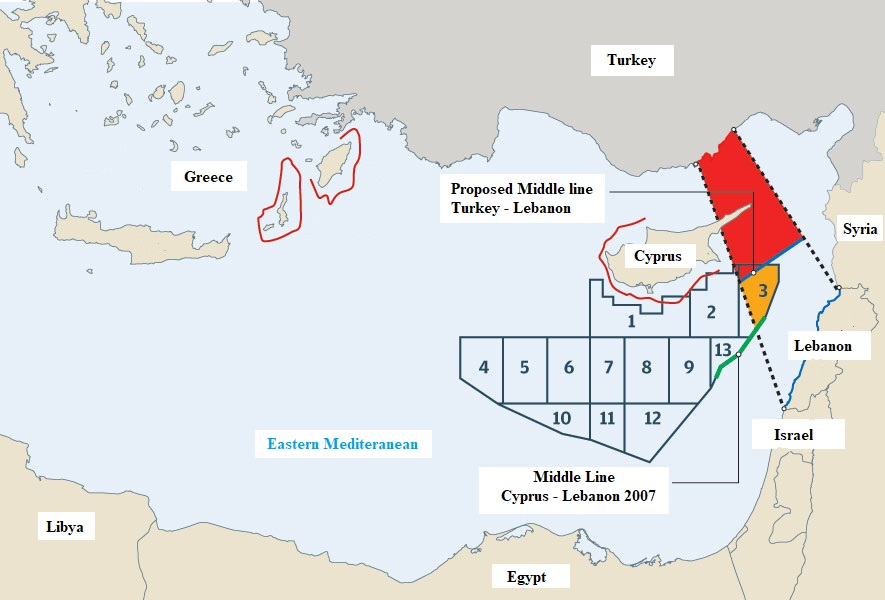 Turkey
Greece
Proposed Middle line
Turkey - Lebanon
Syria
Cyprus
3
1
2
Lebanon
13
4
5
6
7
8
9
10
11
12
Israel
Eastern Mediteranean
Middle Line
Cyprus - Lebanon 2007
Libya
Egypt